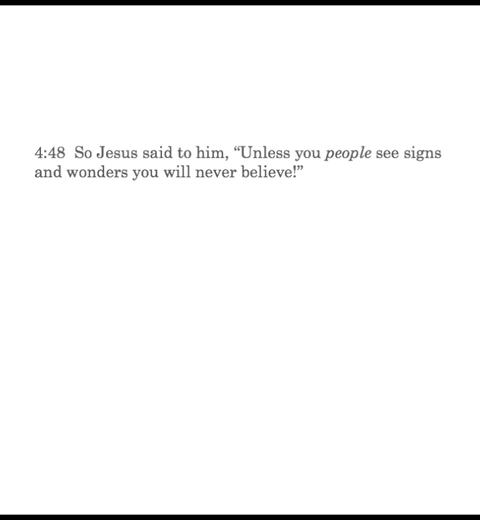 4:48 So Jesus said to him, “Unless you people see signs
and wonders you will never believe!”